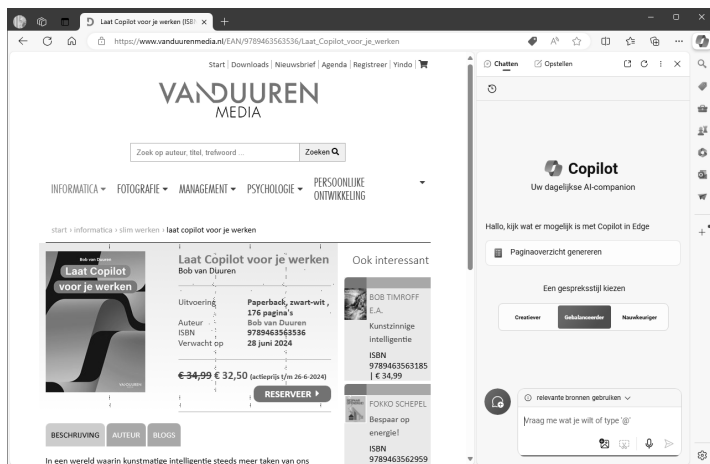 Laat Copilot voor je werken (ISBN
https://www.vanduurenmedia.nl/EAN/9789463563536/Laat_Copilot_voor_je_werken
Start | Downloads | Nieuwsbrief | Agenda | Registreer | Yindo |
VANDUUREN
MEDIA
Zoek op auteur, titel, trefwoord ...
Zoeken
INFORMATICA
FOTOGRAFIE
MANAGEMENT
PSYCHOLOGIE
PERSOONLIJKE
ONTWIKKELING
start › informatica › slim werken › laat copilot voor je werken
Bob van Duuren
Laat Copilot
voor je werken
VANDUUREN
Laat Copilot voor je werken
Bob van Duuren
Uitvoering Paperback, zwart-wit ,
176 pagina's
Auteur Bob van Duuren
ISBN 9789463563536
Verwacht op 28 juni 2024
€ 34,99 € 32,50 (actieprijs t/m 26-6-2024)
RESERVEER
Ook interessant
BOB TIMROFF
E.A.
Kunstzinnige
intelligentie
ISBN
9789463563185
| € 34,99
FOKKO SCHEPEL
Bespaar op
energie!
ISBN
9789463562959
BESCHRIJVING
AUTEUR
BLOGS
In een wereld waarin kunstmatige intelligentie steeds meer taken van ons
Chatten
Opstellen
Copilot
Uw dagelijkse AI-companion
Hallo, kijk wat er mogelijk is met Copilot in Edge
Paginaoverzicht genereren
Een gespreksstijl kiezen
Creatiever
Gebalanceerder
Nauwkeuriger
relevante bronnen gebruiken
Vraag me wat je wilt of type '@'